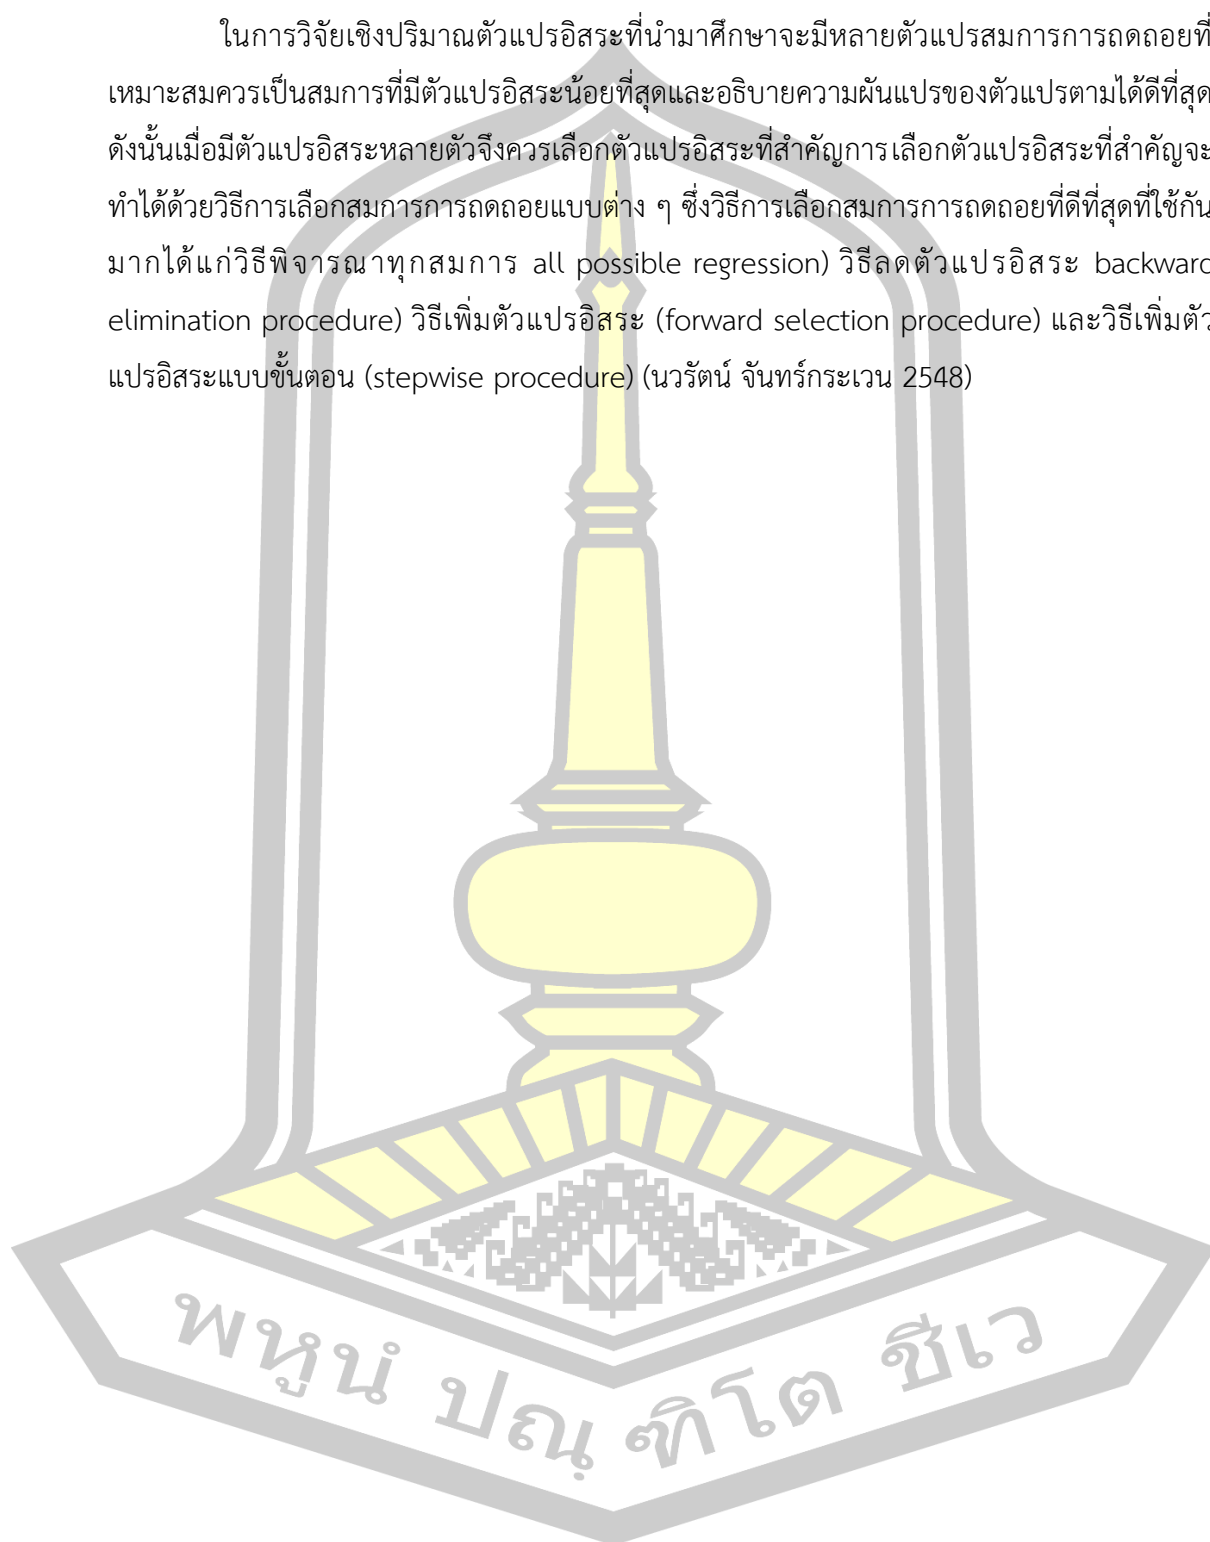 ในการวิจัยเชิงปริมาณตัวแปรอิสระที่นำมาศึกษาจะมีหลายตัวแปรสมการการถดถอยที่
เหมาะสมควรเป็นสมการที่มีตัวแปรอิสระน้อยที่สุดและอธิบายความผันแปรของตัวแปรตามได้ดีที่สุด
ดังนั้นเมื่อมีตัวแปรอิสระหลายตัวจึงควรเลือกตัวแปรอิสระที่สำคัญการเลือกตัวแปรอิสระที่สำคัญจะ
ทำได้ด้วยวิธีการเลือกสมการการถดถอยแบบต่าง ๆ ซึ่งวิธีการเลือกสมการการถดถอยที่ดีที่สุดที่ใช้กัน
มากได้แก่วิธีพิจารณาทุกสมการ all possible regression) วิธีลดตัวแปรอิสระ backward
elimination procedure) วิธีเพิ่มตัวแปรอิสระ (forward selection procedure) และวิธีเพิ่มตัว
แปรอิสระแบบขั้นตอน (stepwise procedure) (นวรัตน์ จันทร์กระเวน 2548)
พหูนํ ปณฺ ฑิโต ชีเว